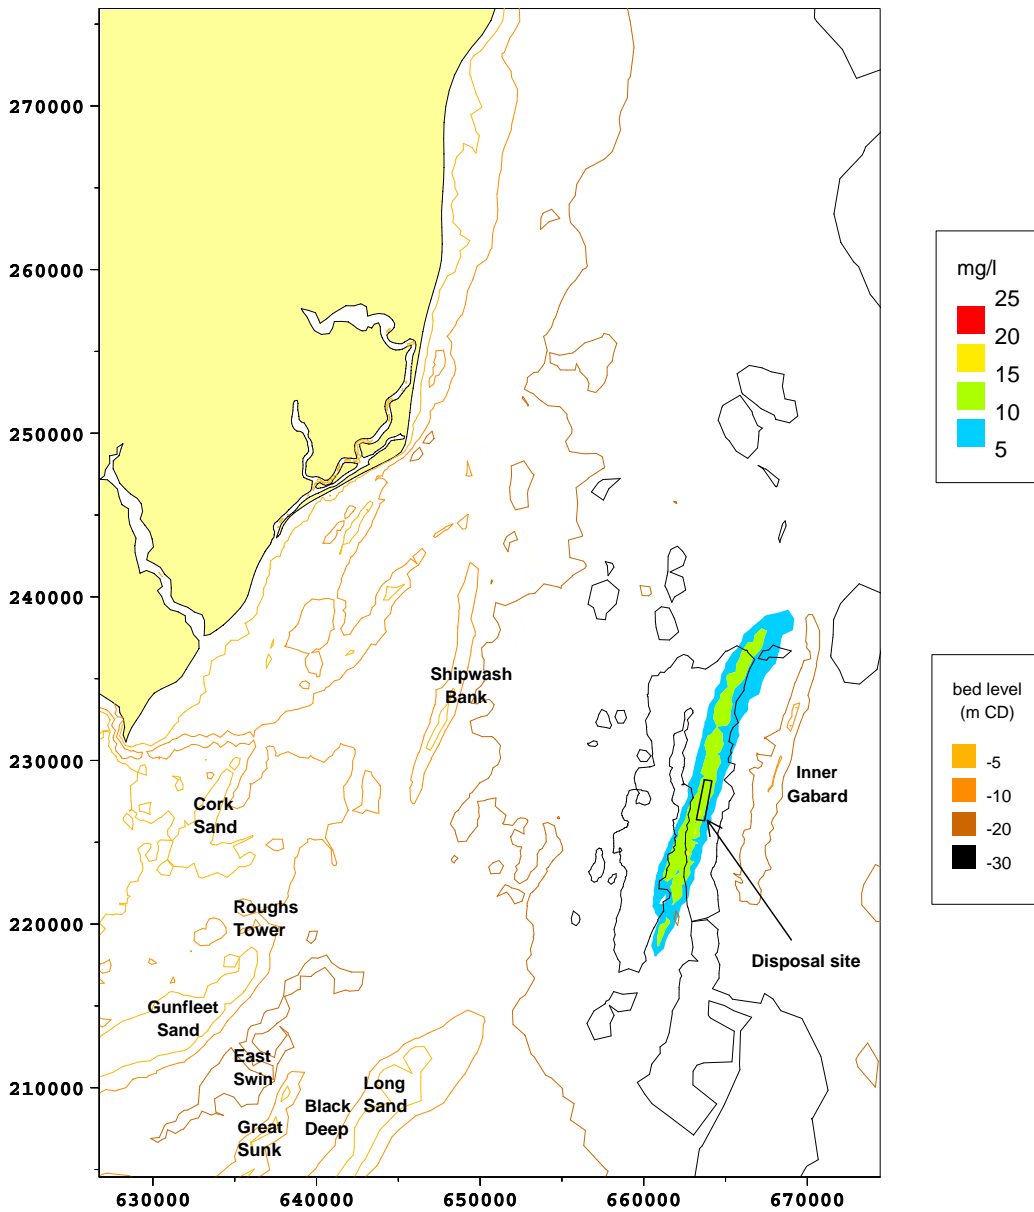 270000
260000
250000
240000
230000
220000
210000
630000
640000
650000
660000
670000
Shipwash
Bank
Cork
Sand
Roughs
Tower
Gunfleet
Sand
East
Swin
Great
Sunk
Black
Deep
Long
Sand
Inner
Gabard
Disposal site
mg/l
25
20
15
10
5
bed level
(m CD)
-5
-10
-20
-30